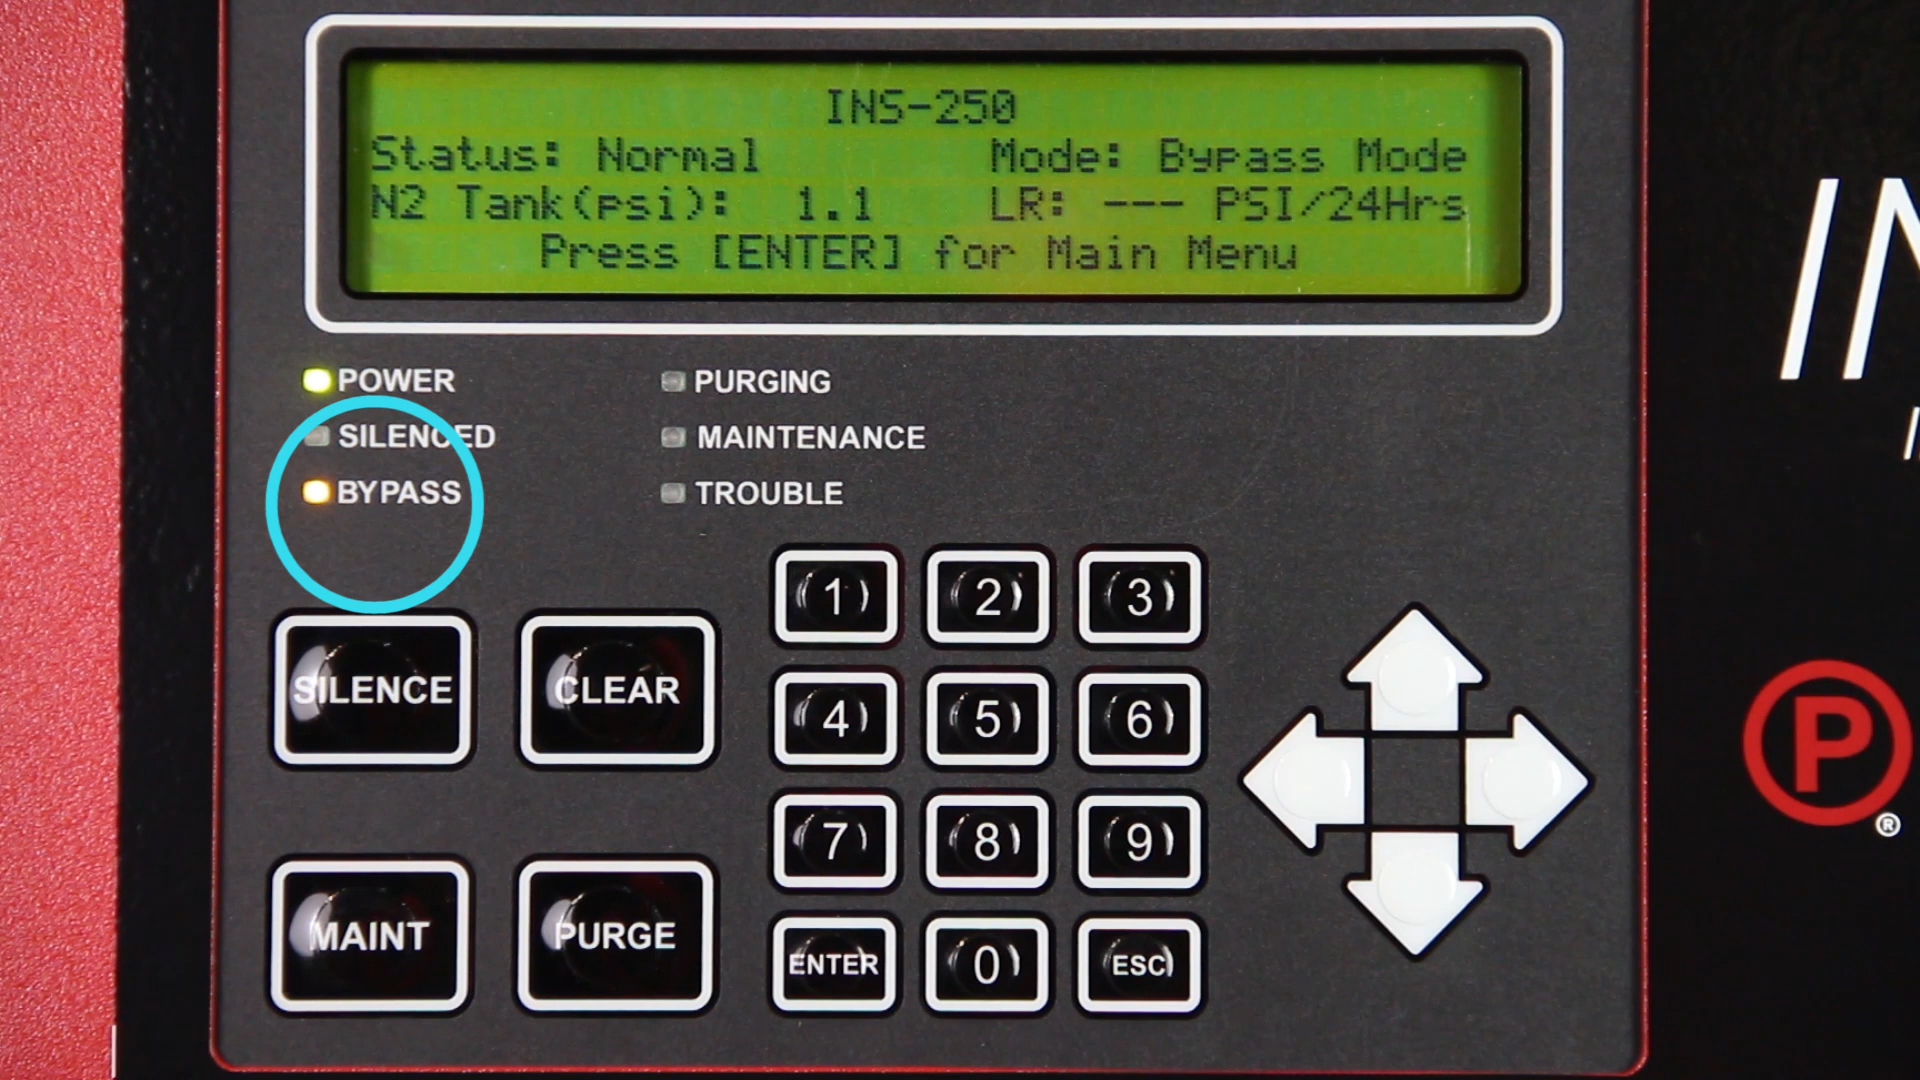 INS-250
Status: Normal Mode: Bypass Mode
N2 Tank(psi): 1.1 LR: --- PSI/24Hrs
Press [ENTER] for Main Menu
POWER PURGING
SILENCED MAINTENANCE
BYPASS TROUBLE
1 2 3
SILENCE CLEAR
4 5 6
7 8 9
MAINT PURGE
ENTER 0 ESC
P
®